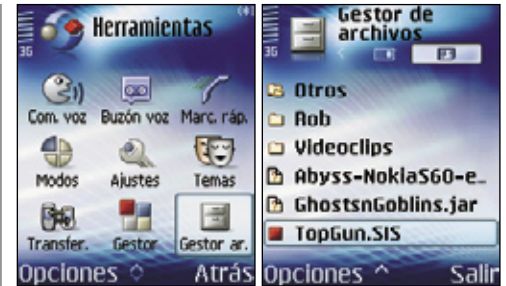 Herramientas
3G
Com. voz Buzón voz Marc. ráp.
Modos Ajustes Temas
Transfer. Gestor Gestor ar.
Opciones Atrás
Gestor de
archivos
3G
Otros
Rob
Videoclips
Abyss-NokiaS60-e...
GhostsnGoblins.jar
TopGun.SIS
Opciones Salir